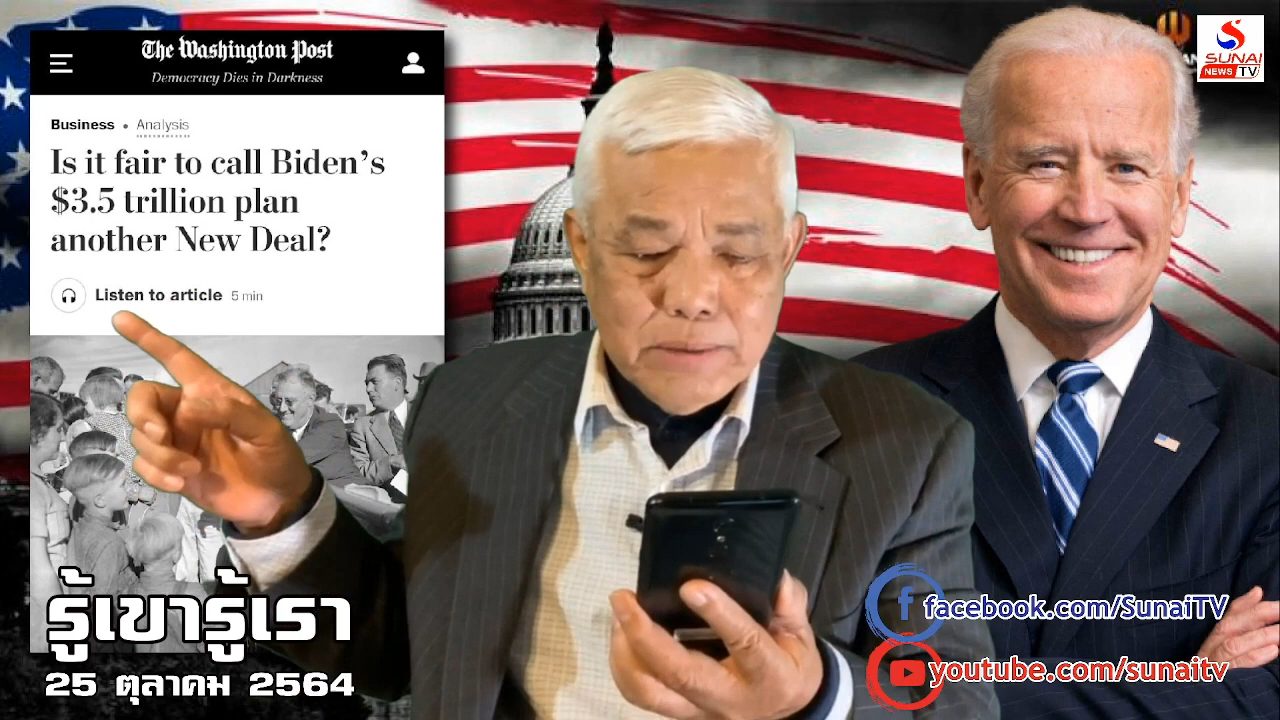 The Washington Post
Democracy Dies in Darkness
Business • Analysis
Is it fair to call Biden's
$3.5 trillion plan
another New Deal?
Listen to article 5 min
SUNAI
NEWS TV
รู้เขารู้เรา
25 ตุลาคม 2564
facebook.com/SunaiTV
youtube.com/sunaitv